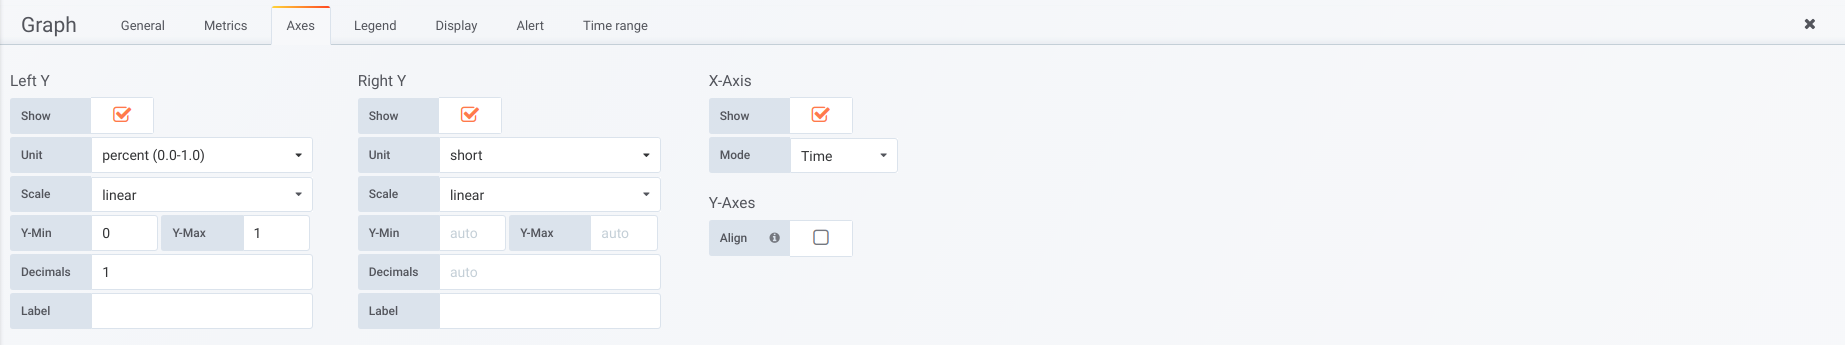 Graph General Metrics Axes Legend Display Alert Time range
Left Y
Show
Unit percent (0.0-1.0)
Scale linear
Y-Min 0 Y-Max 1
Decimals 1
Label
Right Y
Show
Unit short
Scale linear
Y-Min auto Y-Max auto
Decimals auto
Label
X-Axis
Show
Mode Time
Y-Axes
Align